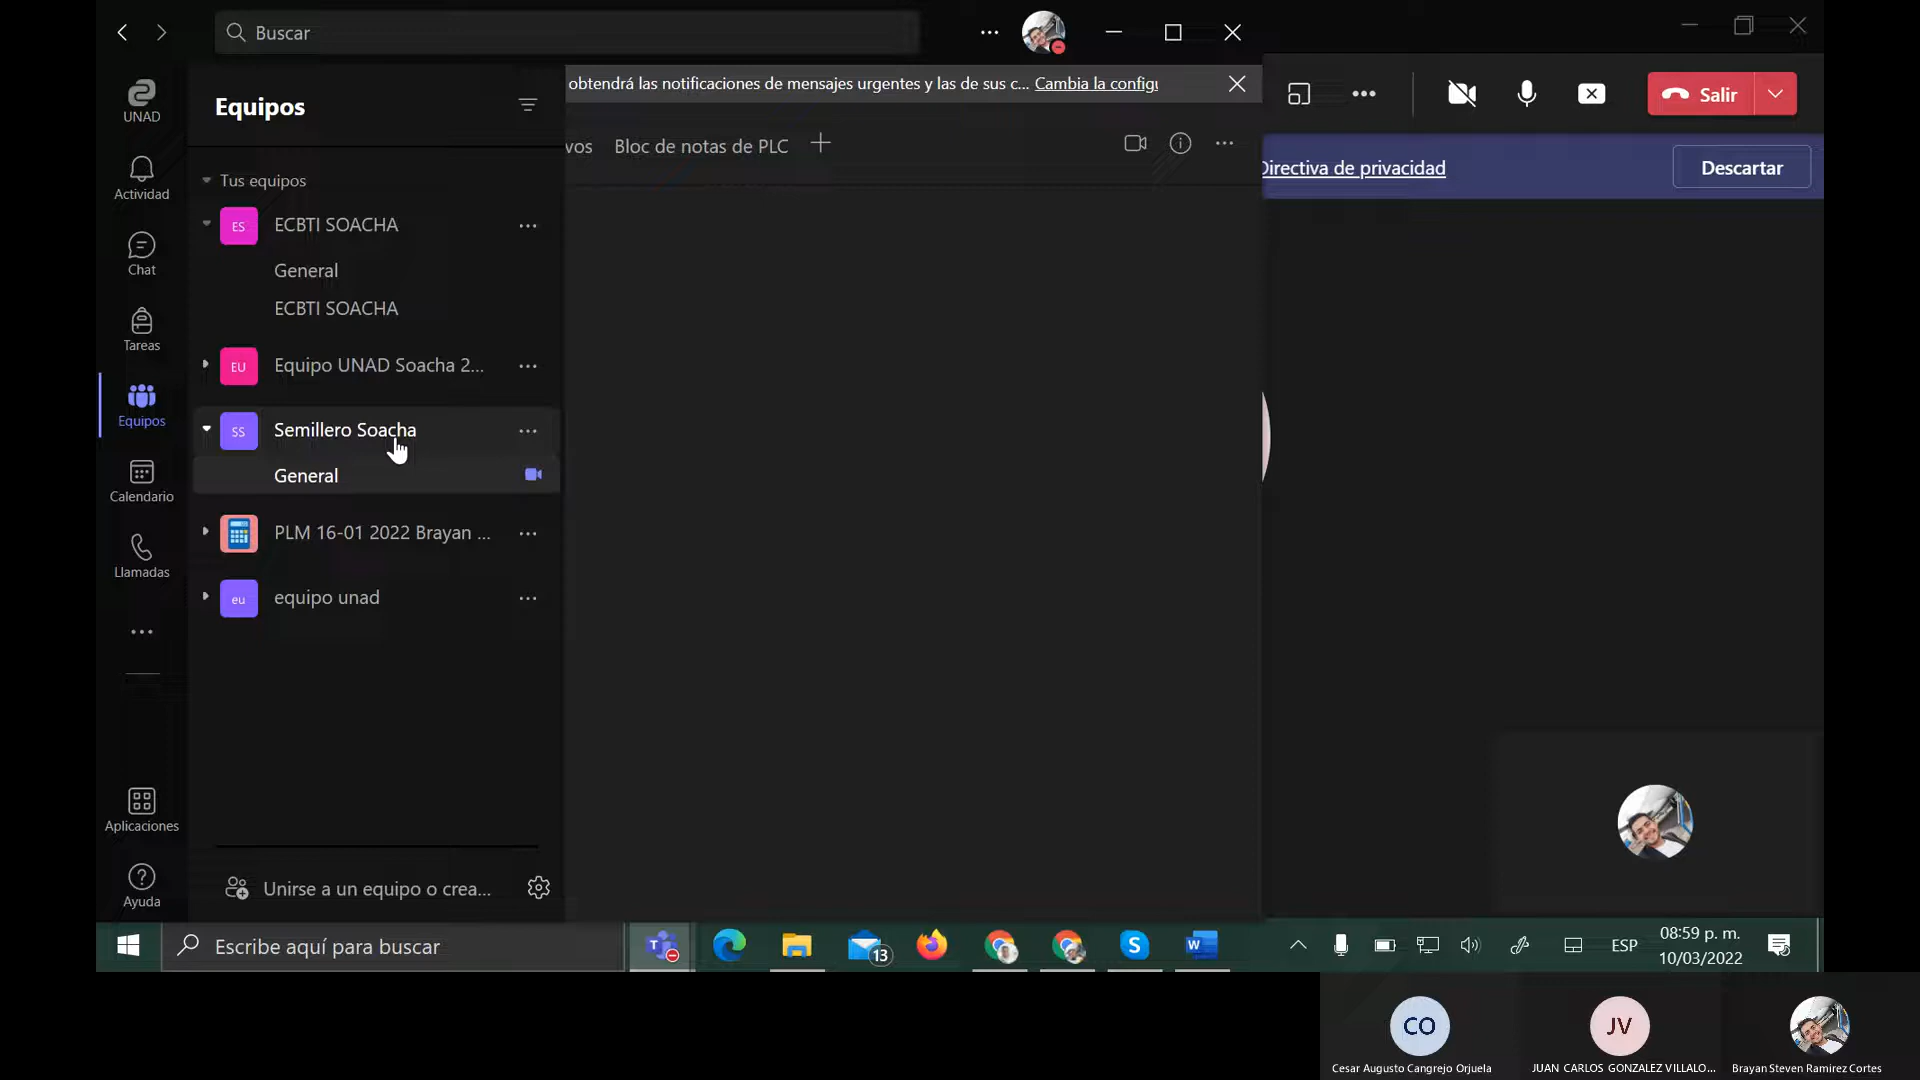 Buscar
UNAD
Equipos
obtendrá las notificaciones de mensajes urgentes y las de sus c... Cambia la configu
Salir
vos Bloc de notas de PLC
Directiva de privacidad
Descartar
Actividad
Tus equipos
ES ECBTI SOACHA
General
ECBTI SOACHA
Chat
Tareas
EU Equipo UNAD Soacha 2...
Equipos
SS Semillero Soacha
General
Calendario
PLM 16-01 2022 Brayan ...
Llamadas
eu equipo unad
Aplicaciones
Unirse a un equipo o crea...
Ayuda
Escribe aquí para buscar
13
ESP
08:59 p. m.
10/03/2022
CO
JV
Cesar Augusto Cangrejo Orjuela
JUAN CARLOS GONZALEZ VILLALO...
Brayan Steven Ramirez Cortes